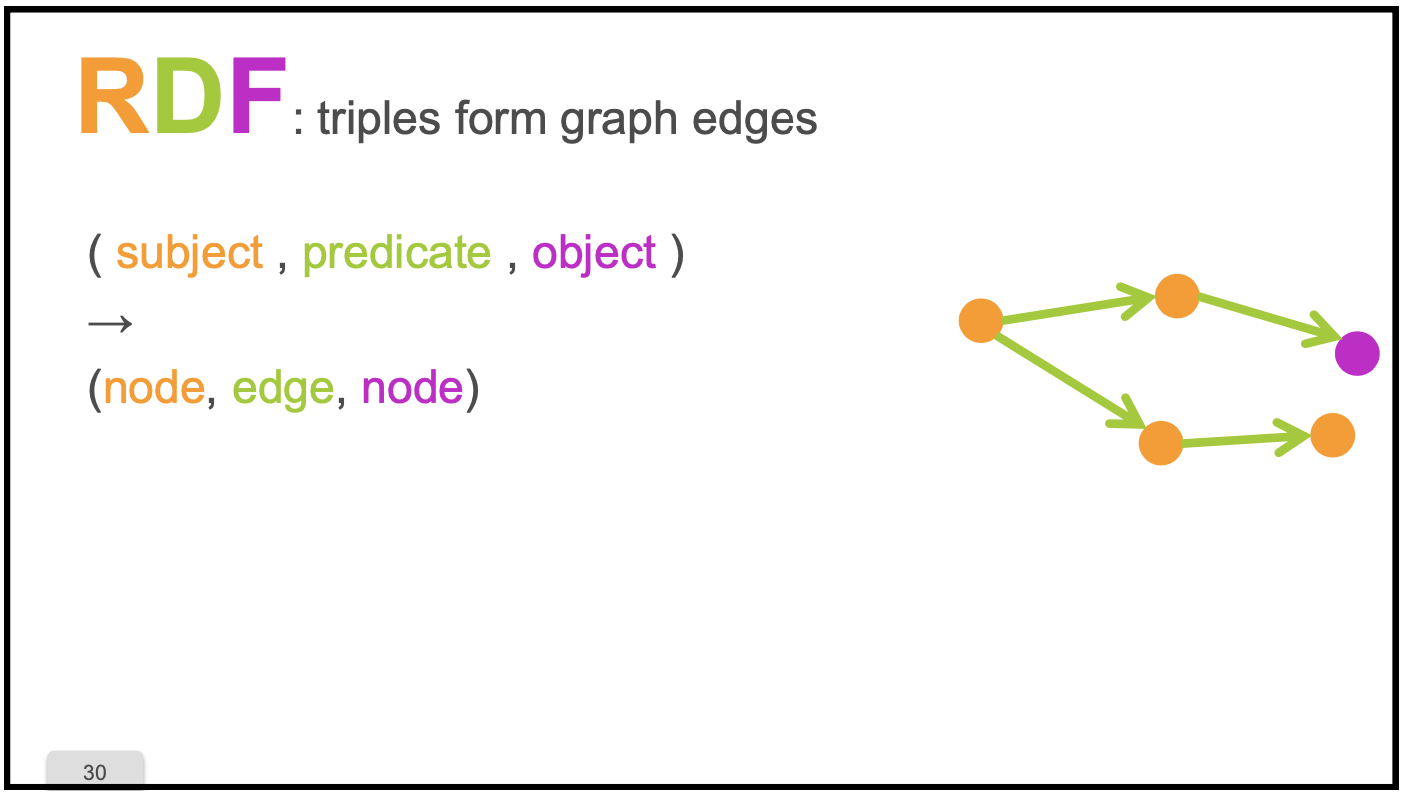 RDF : triples form graph edges
( subject , predicate , object )
→
(node, edge, node)
30